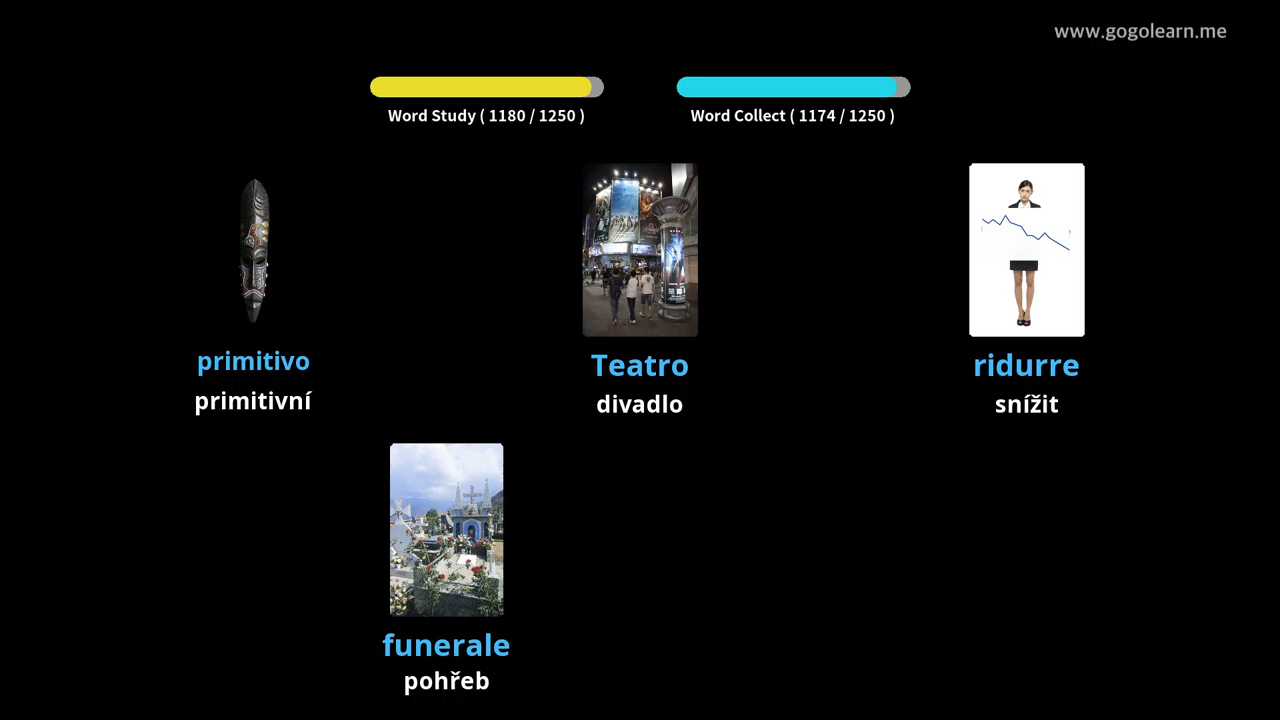 www.gogolearn.me
Word Study ( 1180 / 1250 )
Word Collect ( 1174 / 1250 )
primitivo
primitivní
Teatro
divadlo
ridurre
snížit
funerale
pohřeb